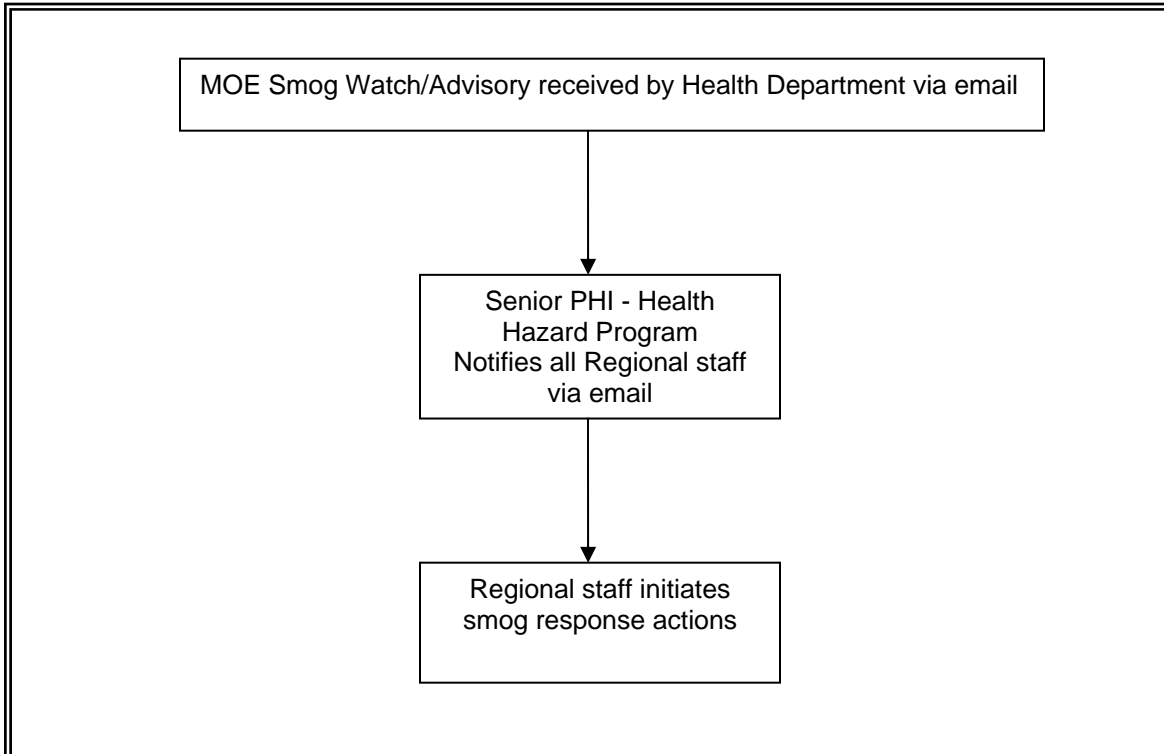 MOE Smog Watch/Advisory received by Health Department via email
Senior PHI - Health
Hazard Program
Notifies all Regional staff
via email
Regional staff initiates
smog response actions